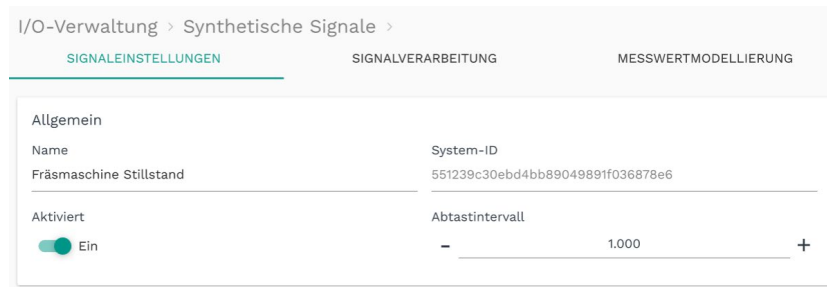 I/O-Verwaltung > Synthetische Signale >
SIGNALEINSTELLUNGEN SIGNALVERARBEITUNG MESSWERTMODELLIERUNG
Allgemein
Name System-ID
Fräsmaschine Stillstand 551239c30ebd4bb89049891f036878e6
Aktiviert Abtastintervall
Ein - 1.000 +